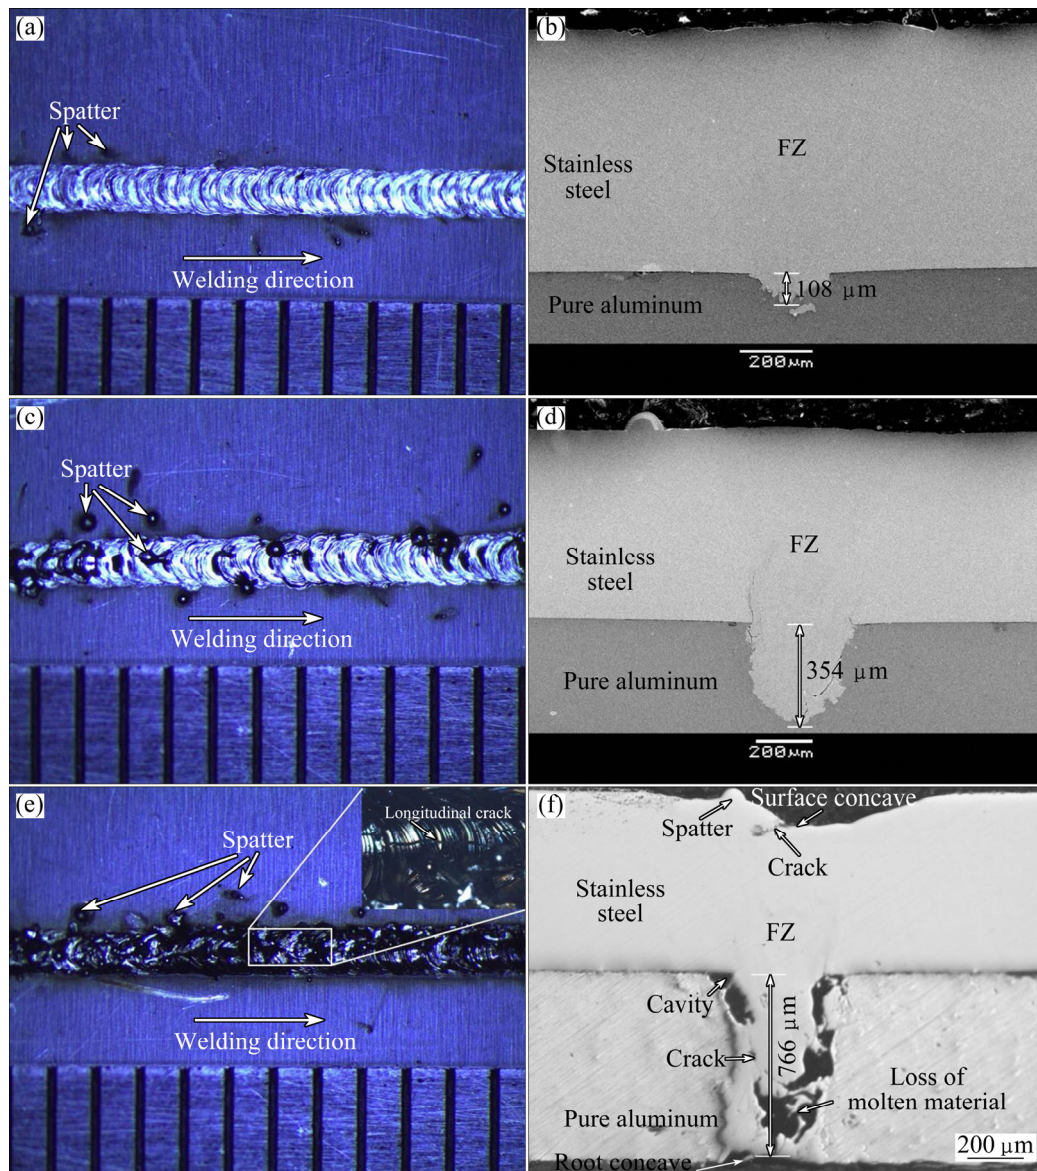 (a)
Spatter
Welding direction
(b)
FZ
Stainless
steel
108 μm
Pure aluminum
200μm
(c)
Spatter
Welding direction
(d)
FZ
Stainlcss
steel
354 μm
Pure aluminum
200μm
(e)
Longitudinal crack
Spatter
Welding direction
(f)
Surface concave
Spatter
Crack
Stainless
steel
FZ
Cavity
766 μm
Crack
Loss of
molten material
Pure aluminum
Root concave
200 μm